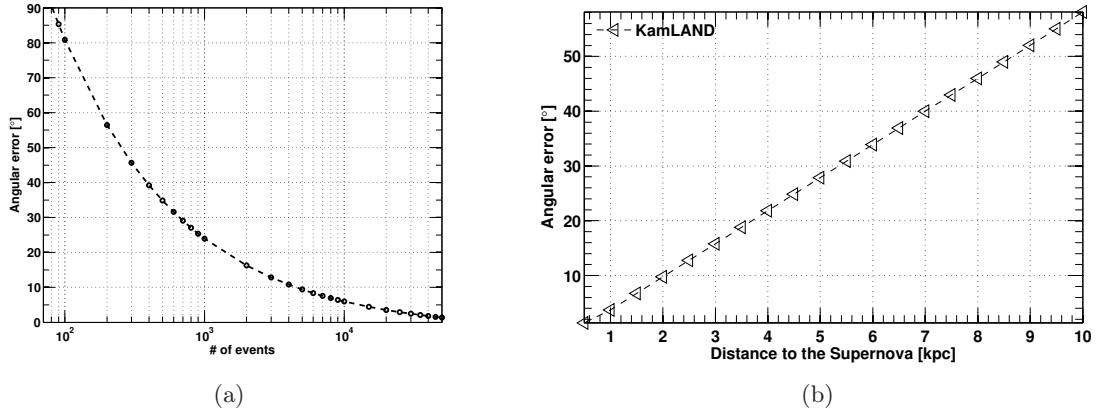 90
80
70
60
50
40
30
20
10
0
Angular error [°]
10²
10³
10⁴
# of events
(a)
KamLAND
50
40
30
20
10
Angular error [°]
1 2 3 4 5 6 7 8 9 10
Distance to the Supernova [kpc]
(b)